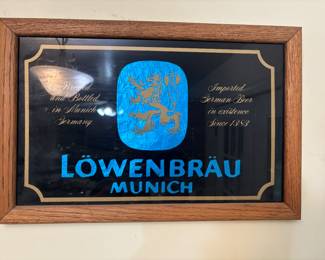 and Bottled
in Munich
Germany
Imported
German Beer
in existence
Since 1383
LÖWENBRÄU
MUNICH